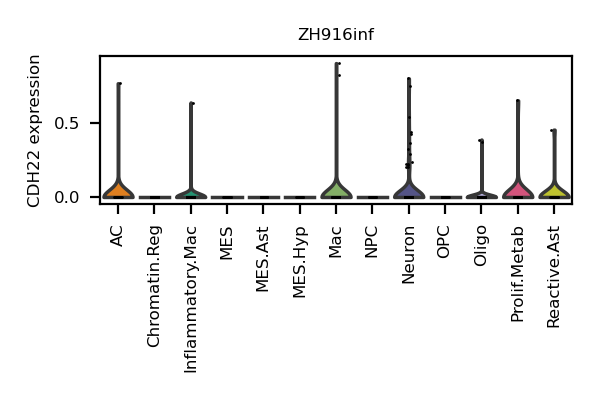 ZH916inf
CDH22 expression
0.5
0.0
AC
Chromatin.Reg
Inflammatory.Mac
MES
MES.Ast
MES.Hyp
Mac
NPC
Neuron
OPC
Oligo
Prolif.Metab
Reactive.Ast